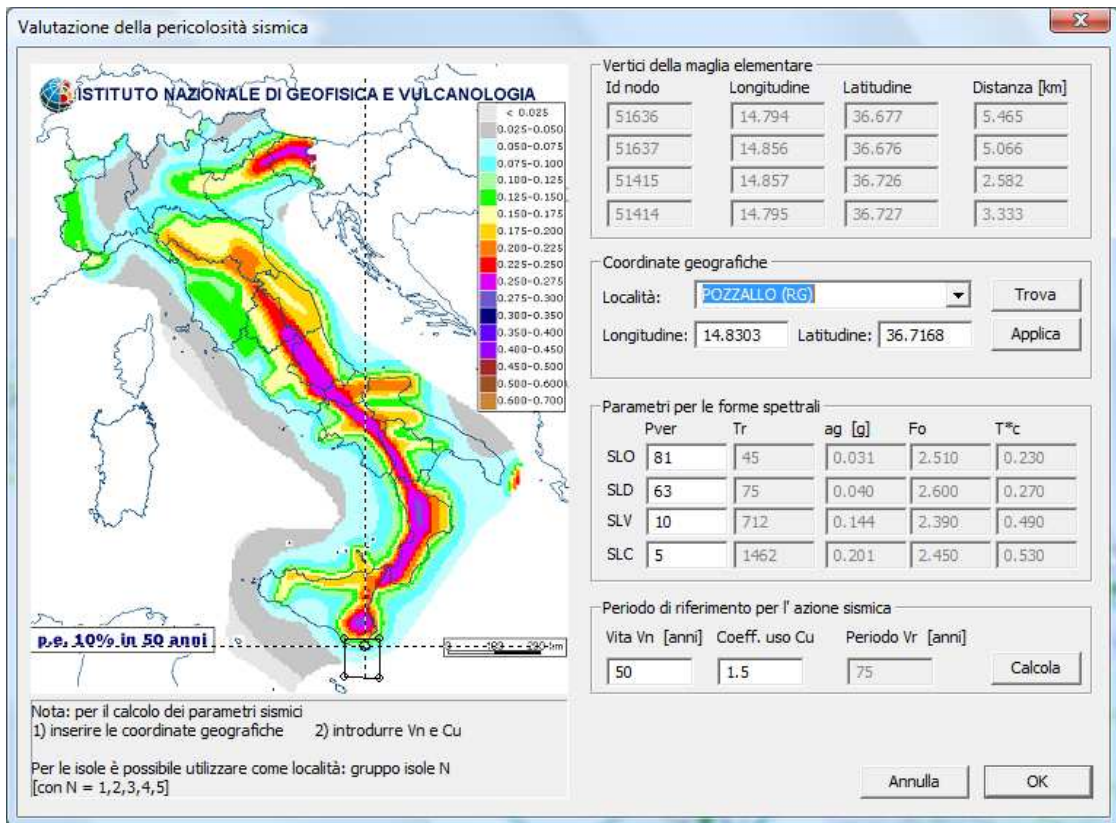 Valutazione della pericolosità sismica
ISTITUTO NAZIONALE DI GEOFISICA E VULCANOLOGIA
< 0.025
0.025-0.050
0.050-0.075
0.075-0.100
0.100-0.125
0.125-0.150
0.150-0.175
0.175-0.200
0.200-0.225
0.225-0.250
0.250-0.275
0.275-0.300
0.300-0.350
0.350-0.400
0.400-0.450
0.450-0.500
0.500-0.600
0.600-0.700
p.e, 10% in 50 anni
Nota: per il calcolo dei parametri sismici
1) inserire le coordinate geografiche 2) introdurre Vn e Cu
Per le isole è possibile utilizzare come località: gruppo isole N
[con N = 1,2,3,4,5]
Vertici della maglia elementare
Id nodo Longitudine Latitudine Distanza [km]
51636 14.794 36.677 5.465
51637 14.856 36.676 5.066
51415 14.857 36.726 2.582
51414 14.795 36.727 3.333
Coordinate geografiche
Località: POZZALLO (RG) Trova
Longitudine: 14.8303 Latitudine: 36.7168 Applica
Parametri per le forme spettrali
Pver Tr ag [g] Fo T*c
SLO 81 45 0.031 2.510 0.230
SLD 63 75 0.040 2.600 0.270
SLV 10 712 0.144 2.390 0.490
SLC 5 1462 0.201 2.450 0.530
Periodo di riferimento per l' azione sismica
Vita Vn [anni] Coeff. uso Cu Periodo Vr [anni]
50 1.5 75 Calcola
Annulla OK